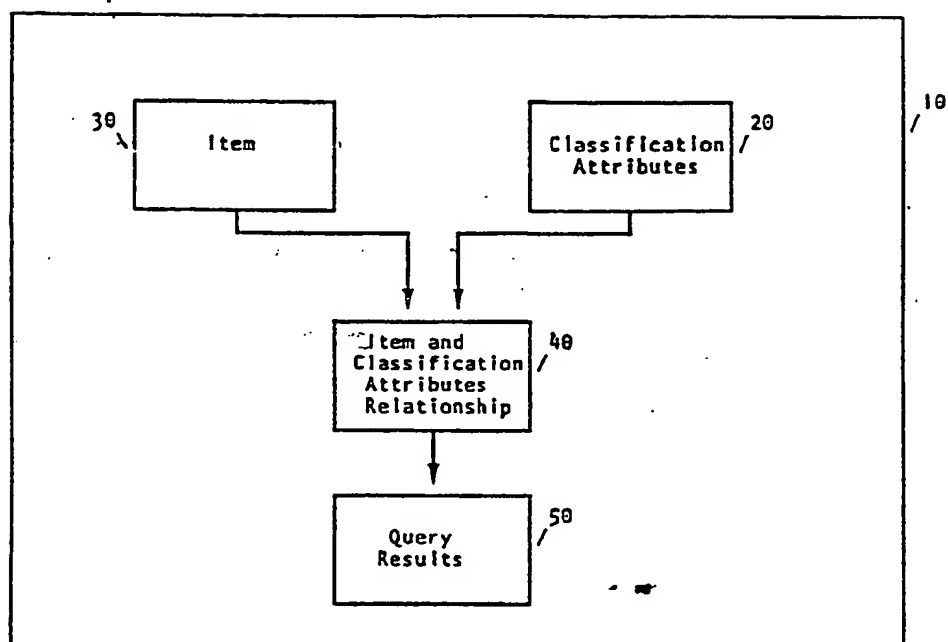 10
30
Item
20
Classification
Attributes
Item and
Classification
Attributes
Relationship
40
50
Query
Results